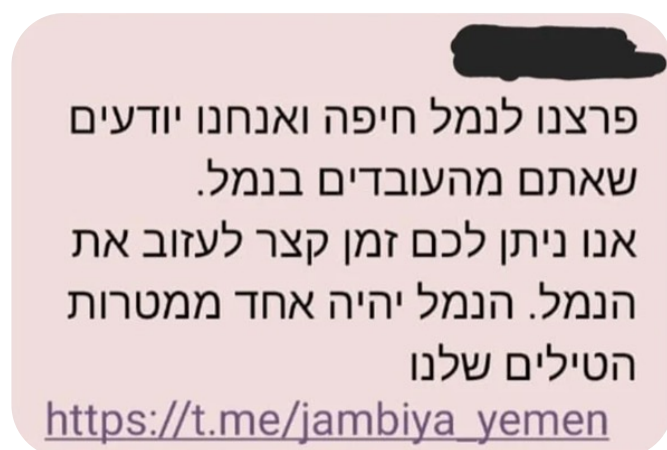 פרצנו לנמל חיפה ואנחנו יודעים
שאתם מהעובדים בנמל.
אנו ניתן לכם זמן קצר לעזוב את
הנמל. הנמל יהיה אחד ממטרות
הטילים שלנו
https://t.me/jambiya_yemen